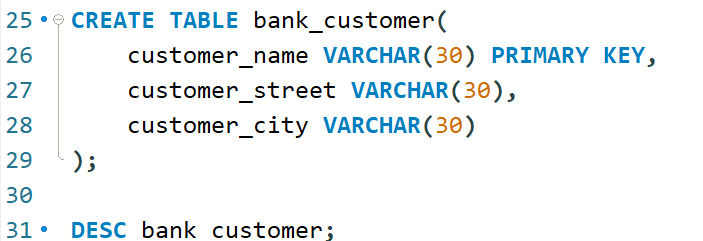 25 CREATE TABLE bank_customer(
26 customer_name VARCHAR(30) PRIMARY KEY,
27 customer_street VARCHAR(30),
28 customer_city VARCHAR(30)
29 );
30
31 DESC bank customer;